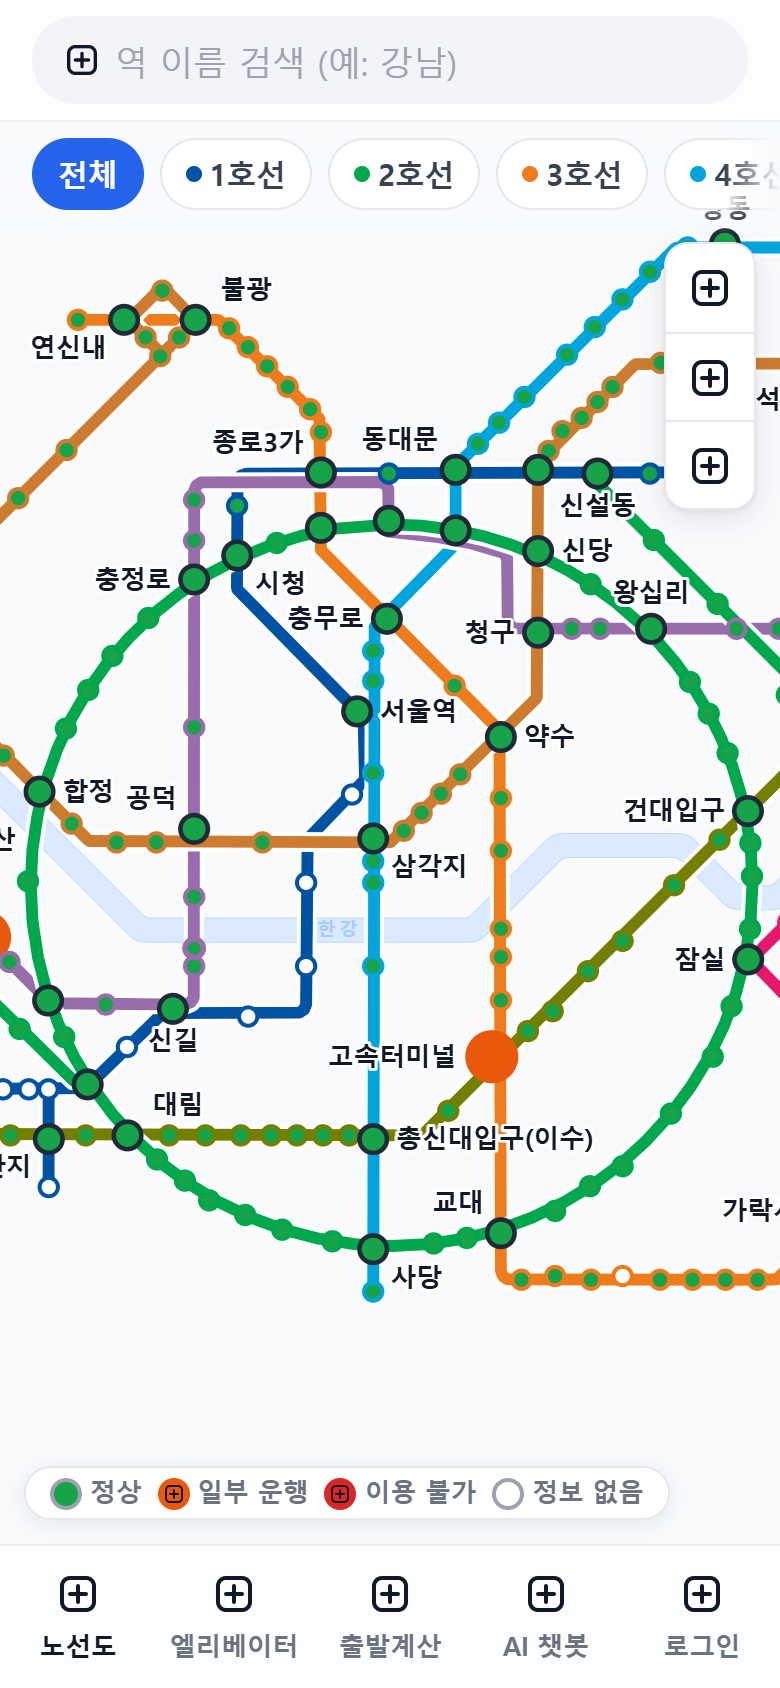 역 이름 검색 (예: 강남)
전체
1호선
2호선
3호선
4호선
불광
연신내
종로3가
동대문
석
신설동
신당
충정로
시청
왕십리
충무로
청구
서울역
약수
합정
공덕
건대입구
산
삼각지
한강
잠실
신길
고속터미널
대림
총신대입구(이수)
교대
가락
사당
정상
일부 운행
이용 불가
정보 없음
노선도
엘리베이터
출발계산
AI 챗봇
로그인